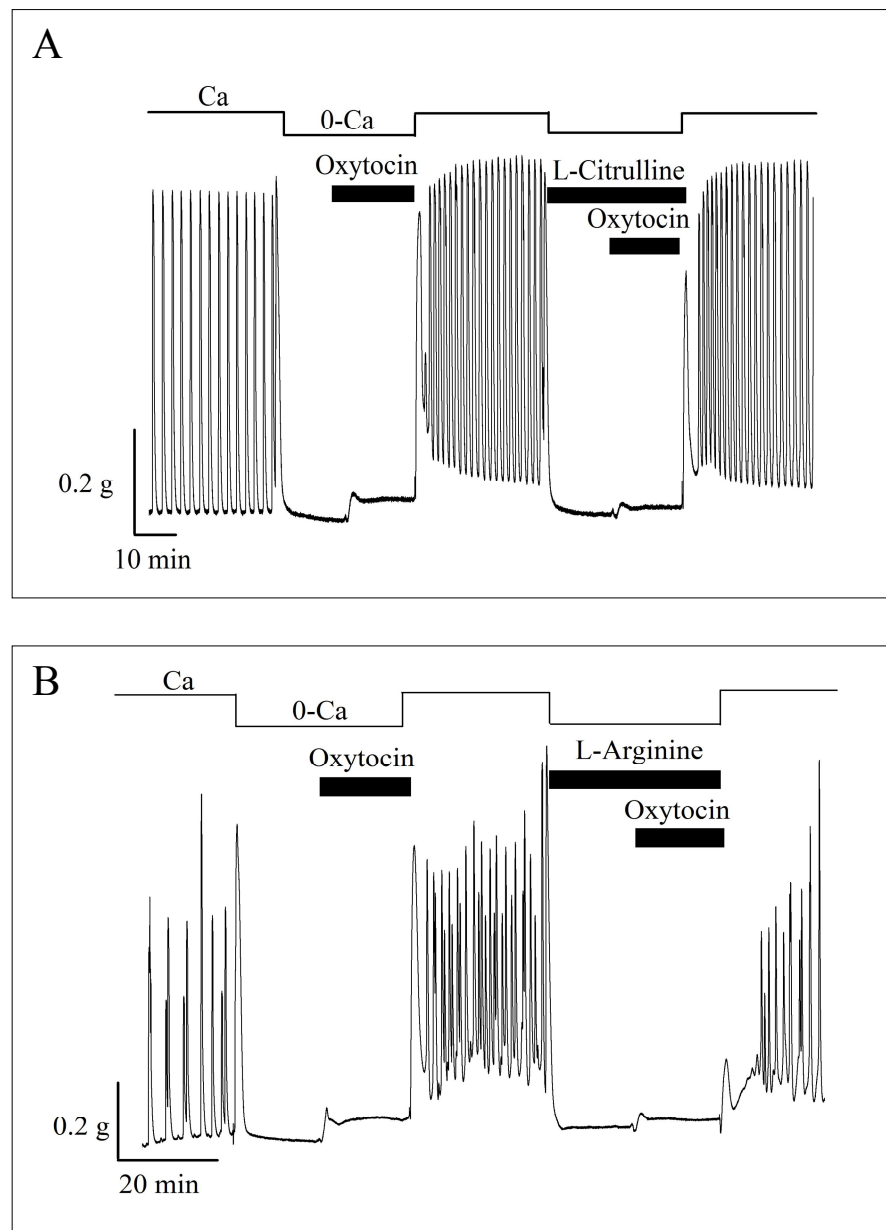 A
Ca
0-Ca
Oxytocin
L-Citrulline
Oxytocin
0.2 g
10 min
B
Ca
0-Ca
Oxytocin
L-Arginine
Oxytocin
0.2 g
20 min